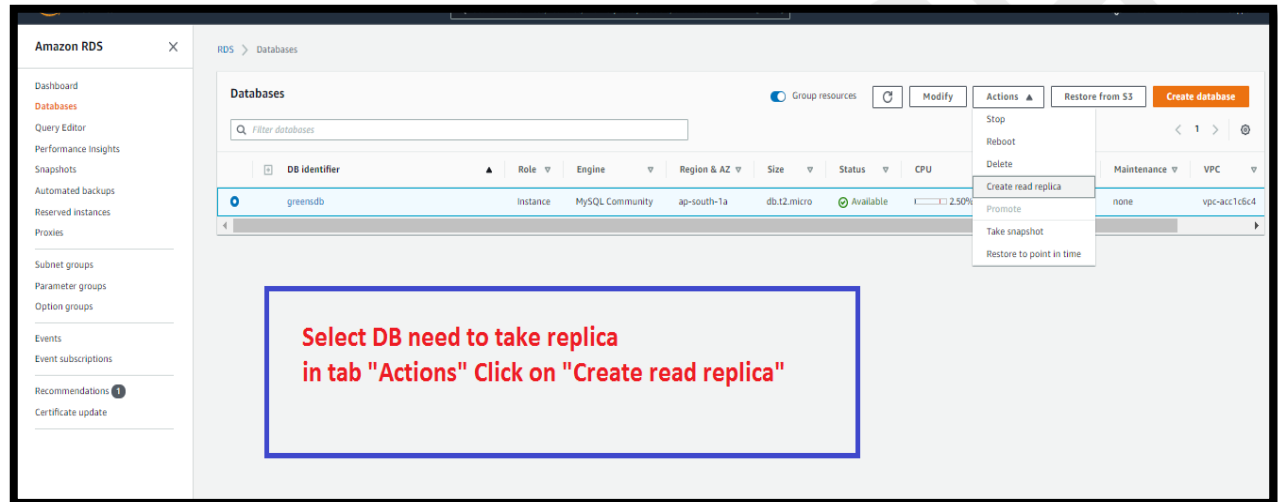 Amazon RDS
Dashboard
Databases
Query Editor
Performance Insights
Snapshots
Automated backups
Reserved instances
Proxies
Subnet groups
Parameter groups
Option groups
Events
Event subscriptions
Recommendations 1
Certificate update
RDS > Databases
Databases
Group resources
Modify
Actions
Restore from S3
Create database
Filter databases
1
Stop
Reboot
Delete
Create read replica
Promote
Take snapshot
Restore to point in time
DB identifier Role Engine Region & AZ Size Status CPU Maintenance VPC
greensdb Instance MySQL Community ap-south-1a db.t2.micro Available 2.50% none vpc-acc1c6c4
Select DB need to take replica
in tab "Actions" Click on "Create read replica"